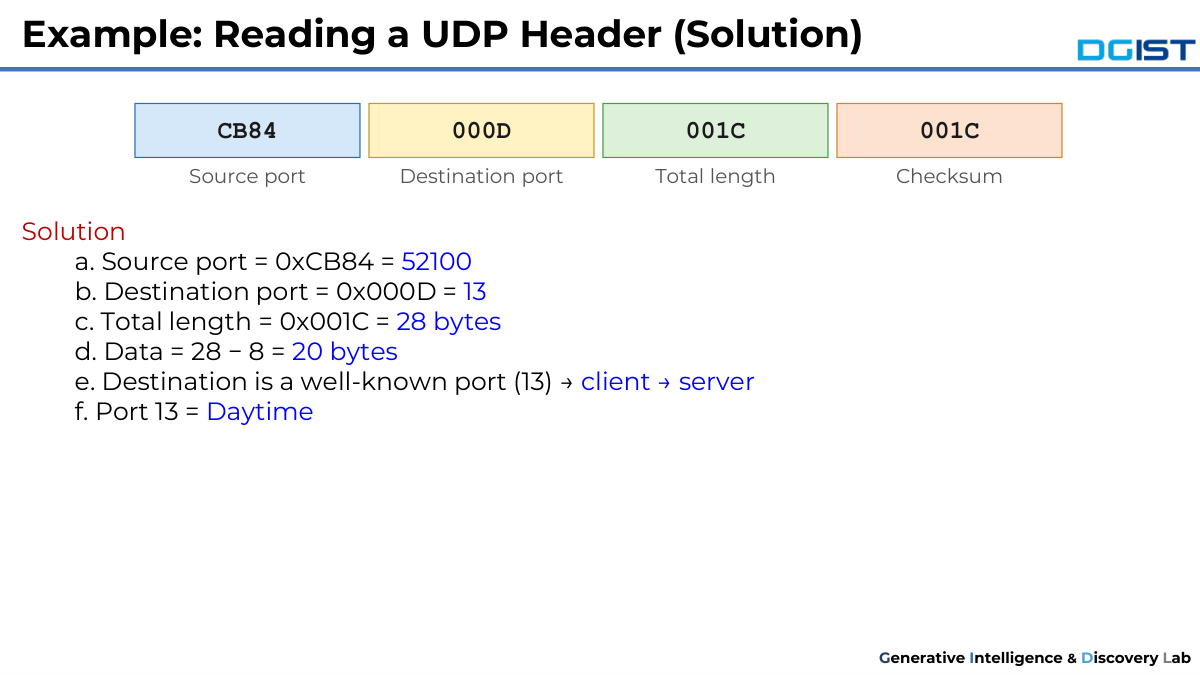 Example: Reading a UDP Header (Solution)
DGIST
CB84 000D 001C 001C
Source port Destination port Total length Checksum
Solution
a. Source port = 0xCB84 = 52100
b. Destination port = 0x000D = 13
c. Total length = 0x001C = 28 bytes
d. Data = 28 − 8 = 20 bytes
e. Destination is a well-known port (13) → client → server
f. Port 13 = Daytime
Generative Intelligence & Discovery Lab